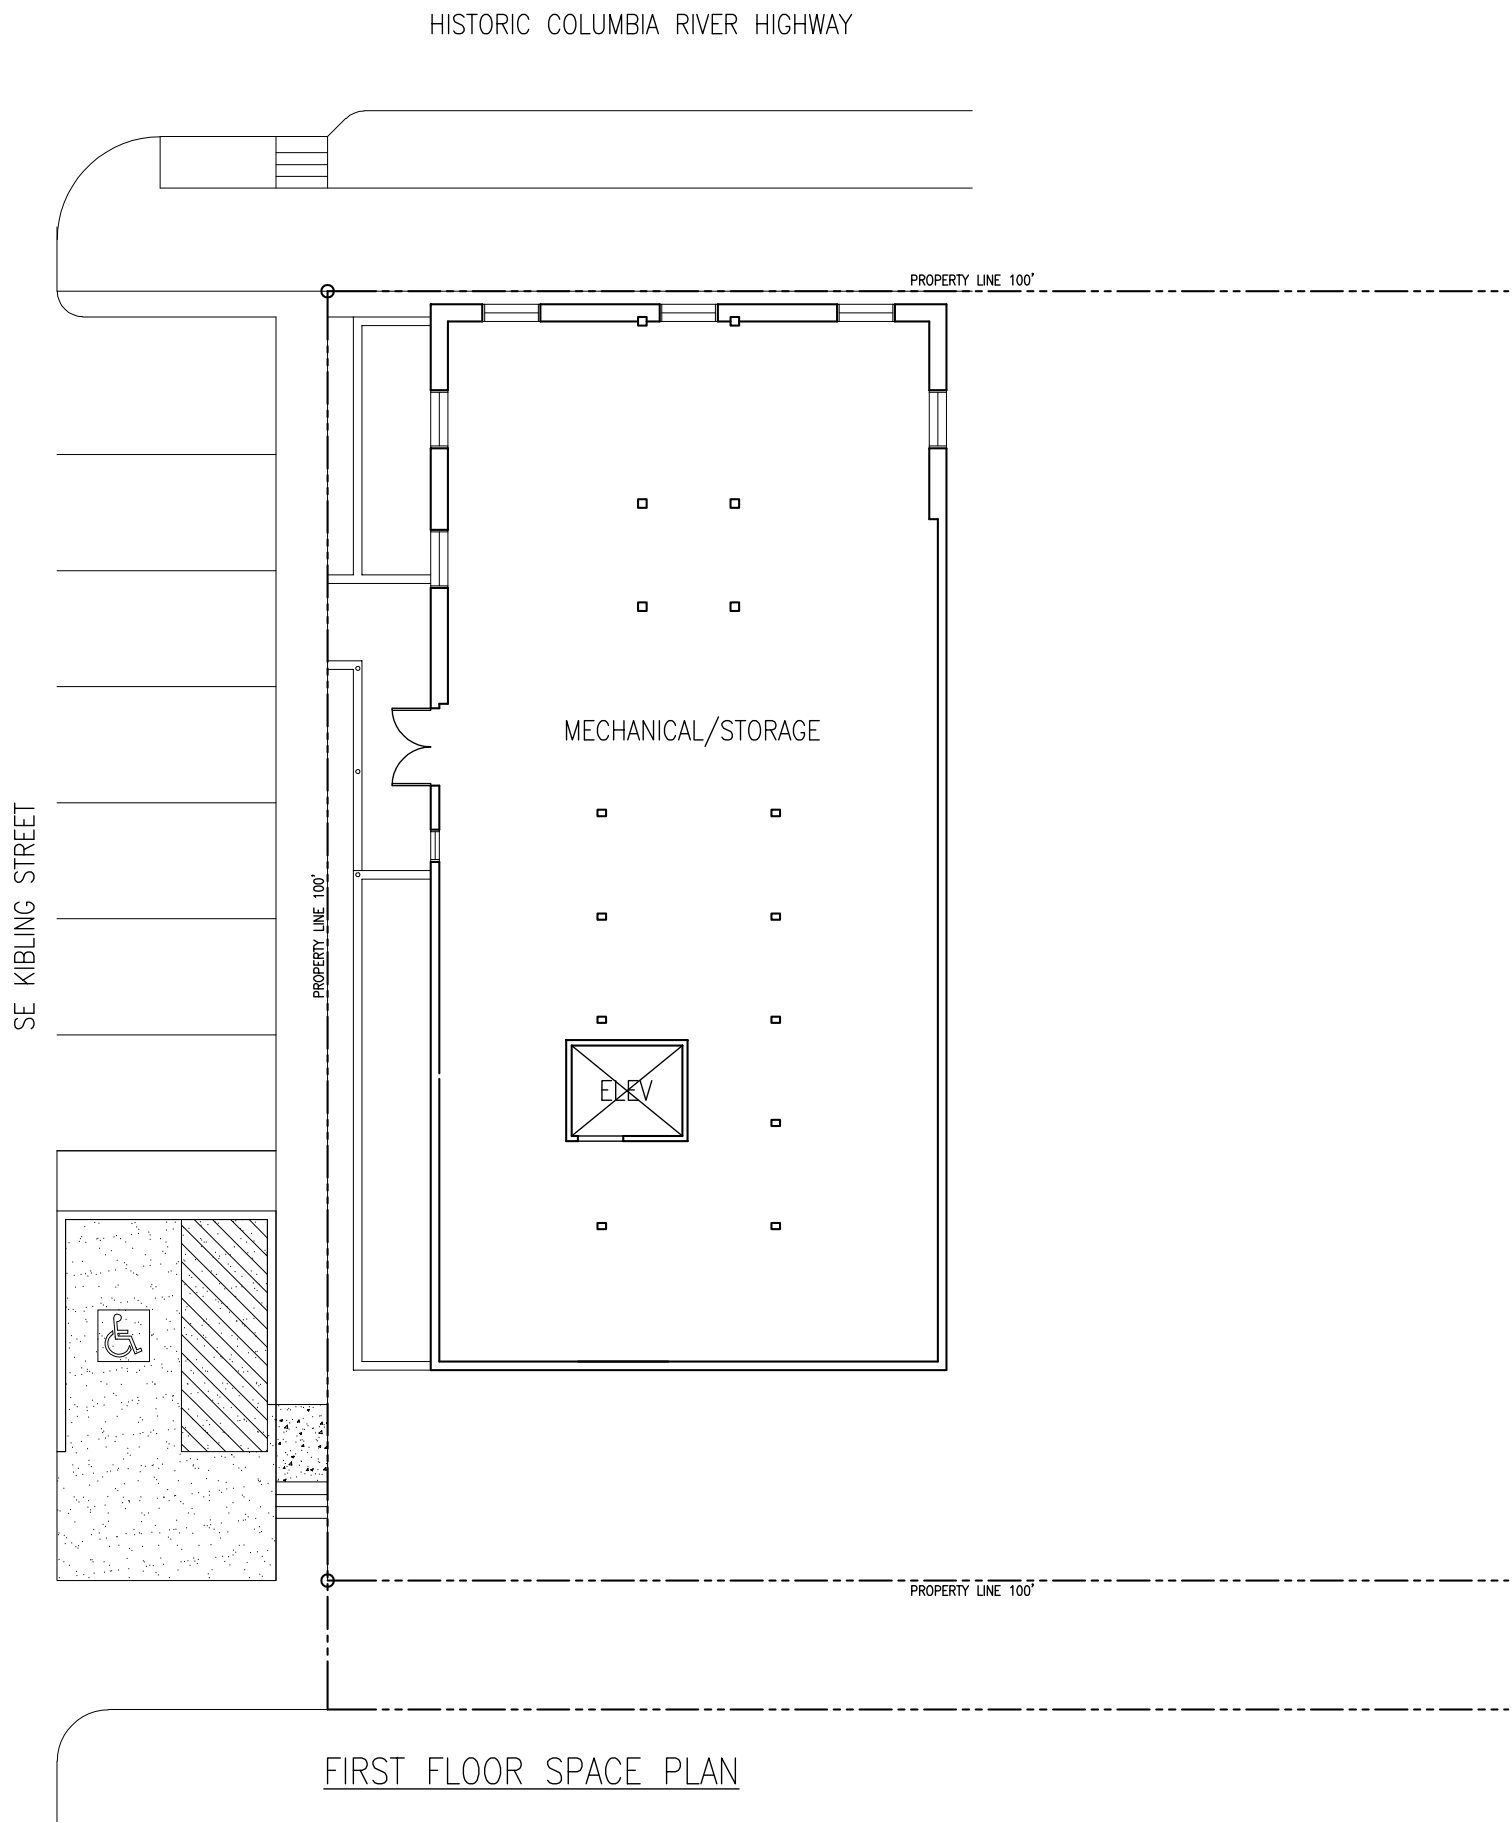 HISTORIC COLUMBIA RIVER HIGHWAY
PROPERTY LINE 100'
MECHANICAL/STORAGE
SE KIBLING STREET
PROPERTY LINE 100'
ELEV
PROPERTY LINE 100'
FIRST FLOOR SPACE PLAN